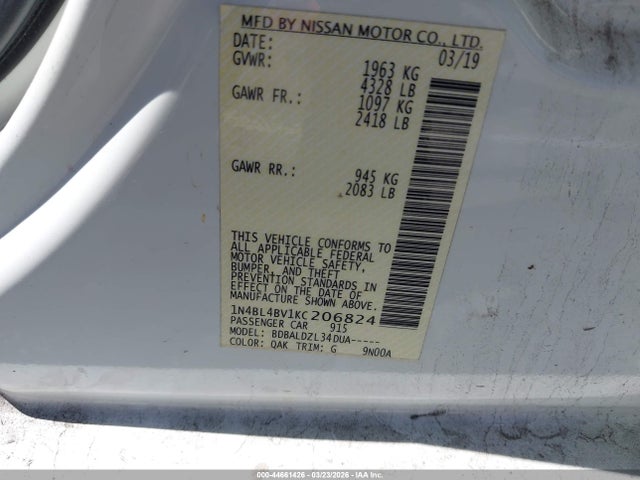 MFD BY NISSAN MOTOR CO., LTD.
DATE: 03/19
GVWR: 1963 KG
4328 LB
GAWR FR.: 1097 KG
2418 LB
GAWR RR.: 945 KG
2083 LB
THIS VEHICLE CONFORMS TO
ALL APPLICABLE FEDERAL
MOTOR VEHICLE SAFETY,
BUMPER, AND THEFT
PREVENTION STANDARDS IN
EFFECT ON THE DATE OF
MANUFACTURE SHOWN ABOVE.
1N4BL4BV1KC206824
PASSENGER CAR 915
MODEL: BDBALDZL34DUA-----
COLOR: QAK TRIM: G 9N00A
000-44661426 - 03/23/2026 - IAA, Inc.